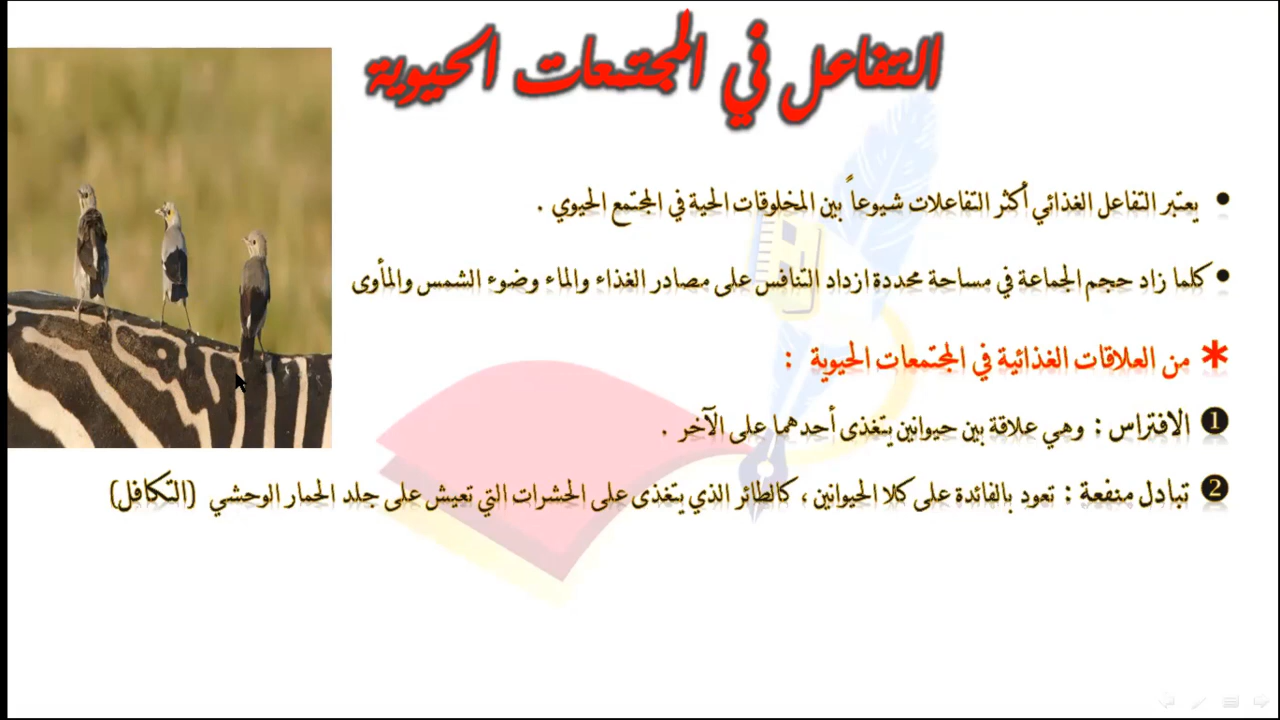 التفاعل في المجتمعات الحيوية
• يعتبر التفاعل الغذائي أكثر التفاعلات شيوعاً بين المخلوقات الحية في المجتمع الحيوي .
• كلما زاد حجم الجماعة في مساحة محددة ازداد التنافس على مصادر الغذاء والماء وضوء الشمس والمأوى
* من العلاقات الغذائية في المجتمعات الحيوية :
❶ الافتراس : وهي علاقة بين حيوانين يتغذى أحدهما على الآخر .
❷ تبادل منفعة : تعود بالفائدة على كلا الحيوانين ، كالطائر الذي يتغذى على الحشرات التي تعيش على جلد الحمار الوحشي (التكافل)